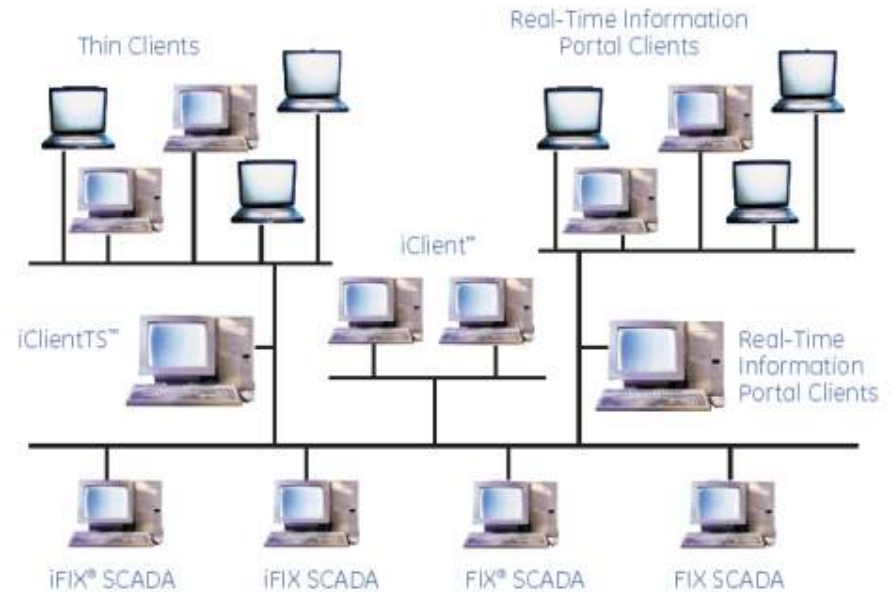 Thin Clients
Real-Time Information
Portal Clients
iClient™
iClientTS™
Real-Time
Information
Portal Clients
iFIX® SCADA
iFIX SCADA
FIX® SCADA
FIX SCADA